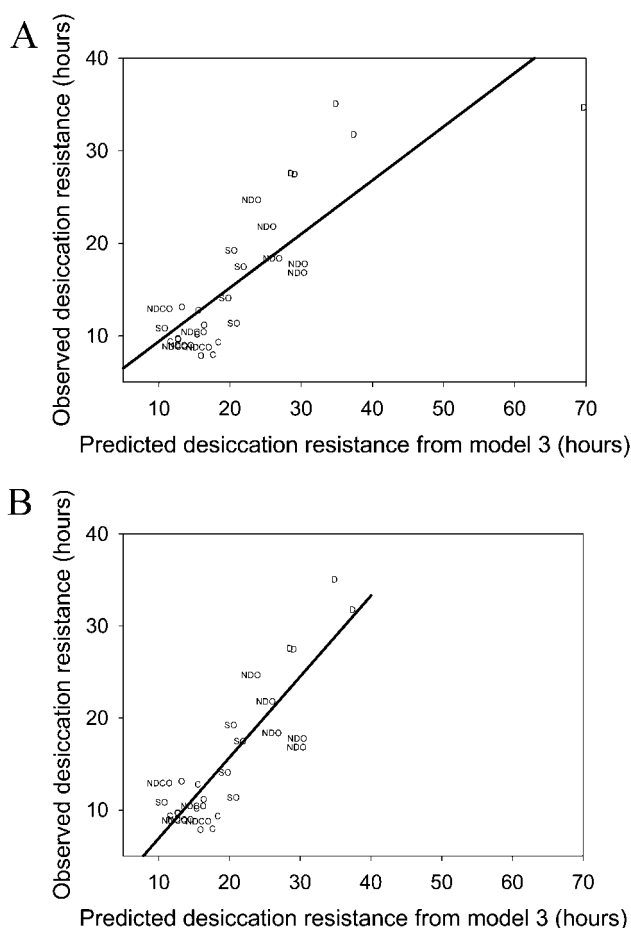 A
Observed desiccation resistance (hours)
40
30
20
10
D
D
D
D D
NDO
NDO
NDO
NDO
NDO
SO
SO
SO
SO
SO
NDCO
O
C
10
20
30
40
50
60
70
Predicted desiccation resistance from model 3 (hours)
B
Observed desiccation resistance (hours)
40
30
20
10
D
D
D D
NDO
NDO
NDO
NDO
NDO
SO
SO
SO
SO
SO
NDCO
O
C
NDCO
10
20
30
40
50
60
70
Predicted desiccation resistance from model 3 (hours)